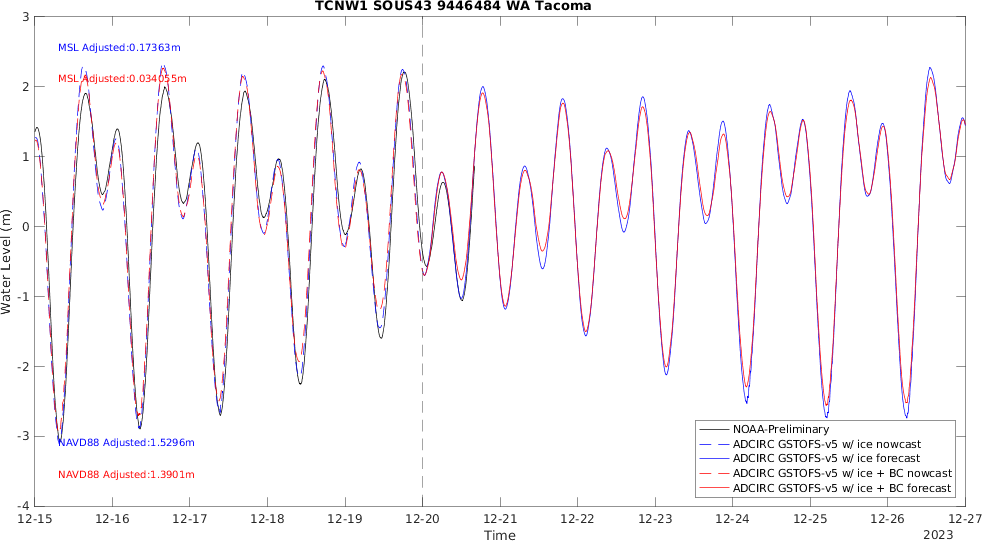 TCNW1 SOUS43 9446484 WA Tacoma
3
2
1
0
-1
-2
-3
-4
Water Level (m)
MSL Adjusted:0.17363m
MSL Adjusted:0.034055m
NAVD88 Adjusted:1.5296m
NAVD88 Adjusted:1.3901m
NOAA-Preliminary
ADCIRC GSTOFS-v5 w/ ice nowcast
ADCIRC GSTOFS-v5 w/ ice forecast
ADCIRC GSTOFS-v5 w/ ice + BC nowcast
ADCIRC GSTOFS-v5 w/ ice + BC forecast
12-15 12-16 12-17 12-18 12-19 12-20 12-21 12-22 12-23 12-24 12-25 12-26 12-27
Time
2023